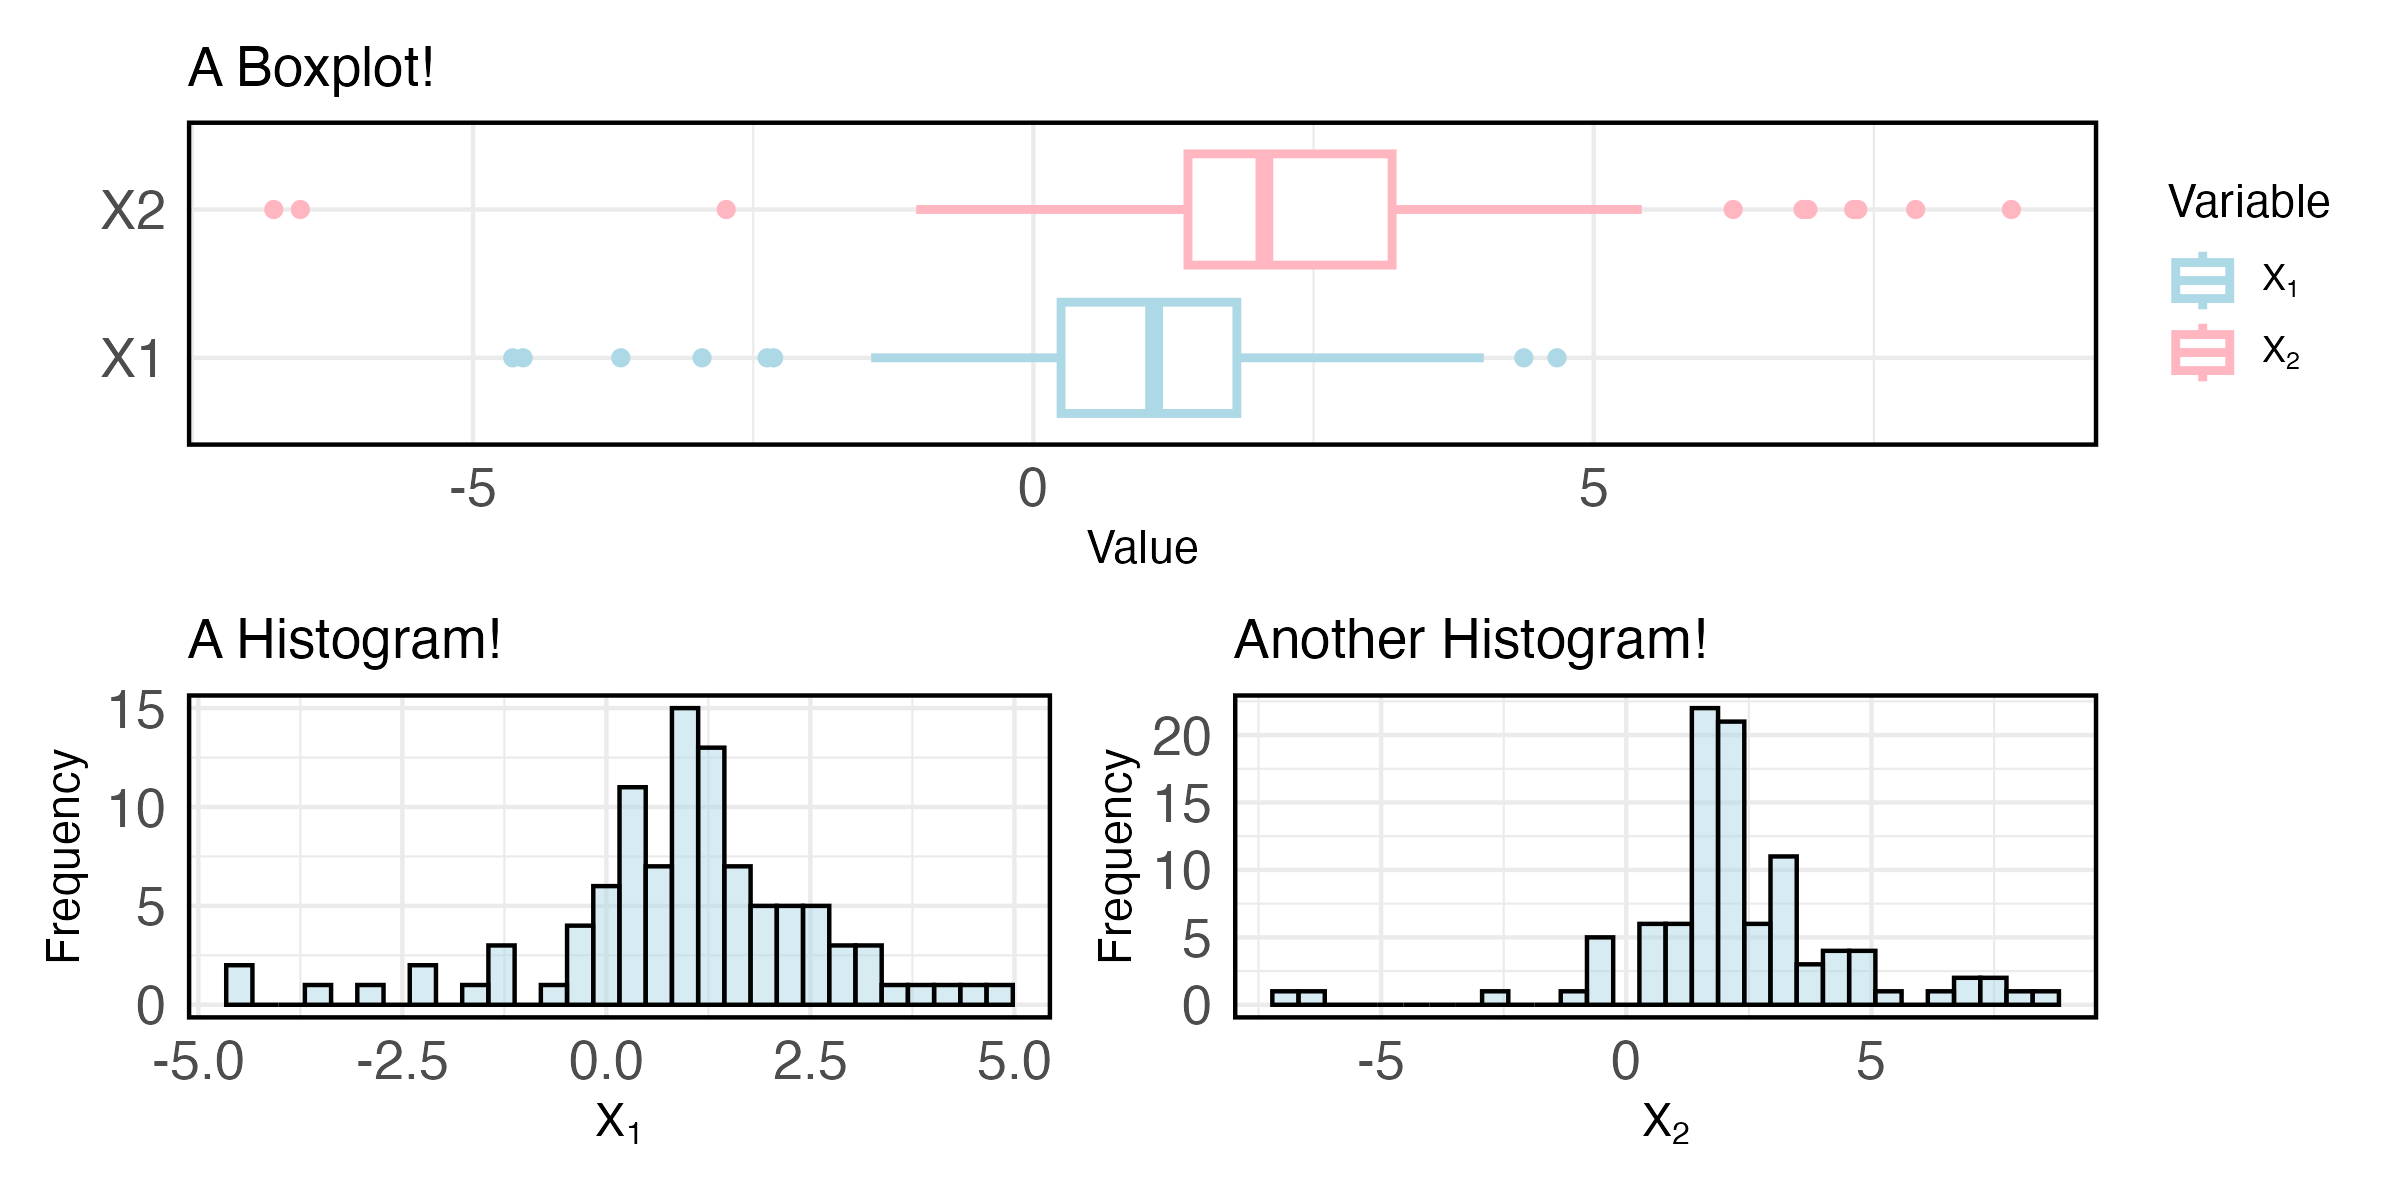 A Boxplot!
X2
X1
-5 0 5
Value
Variable
X₁
X₂
A Histogram!
Frequency
15
10
5
0
-5.0 -2.5 0.0 2.5 5.0
X₁
Another Histogram!
Frequency
20
15
10
5
0
-5 0 5
X₂